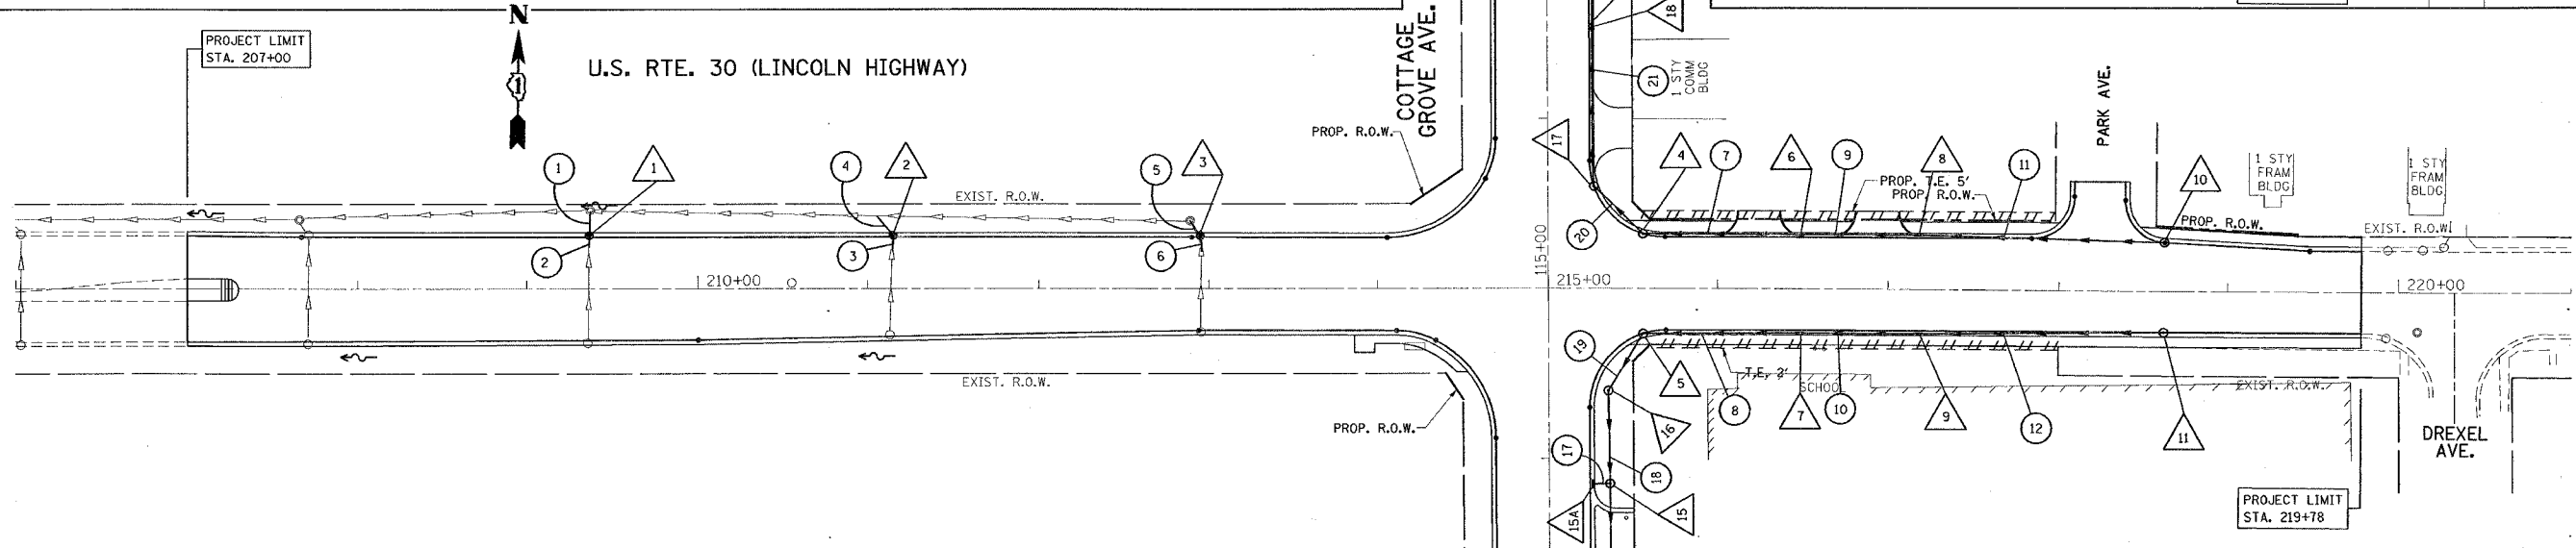 PROJECT LIMIT
STA. 207+00
N
1
U.S. RTE. 30 (LINCOLN HIGHWAY)
COTTAGE
GROVE AVE.
18
21
1 STY
COMM
BLDG
PARK AVE.
PROP. R.O.W.
17
1
1
4
2
5
3
4
7
6
9
8
11
10
1 STY
FRAM
BLDG
1 STY
FRAM
BLDG
EXIST. R.O.W.
PROP. T.E. 5'
PROP. R.O.W.
PROP. R.O.W.
EXIST. R.O.W.
20
2
3
6
115+00
210+00
215+00
220+00
19
EXIST. R.O.W.
5
T.E. 3'
SCHOOL
EXIST. R.O.W.
8
7
10
9
12
11
PROP. R.O.W.
16
17
18
15A
15
DREXEL
AVE.
PROJECT LIMIT
STA. 219+78